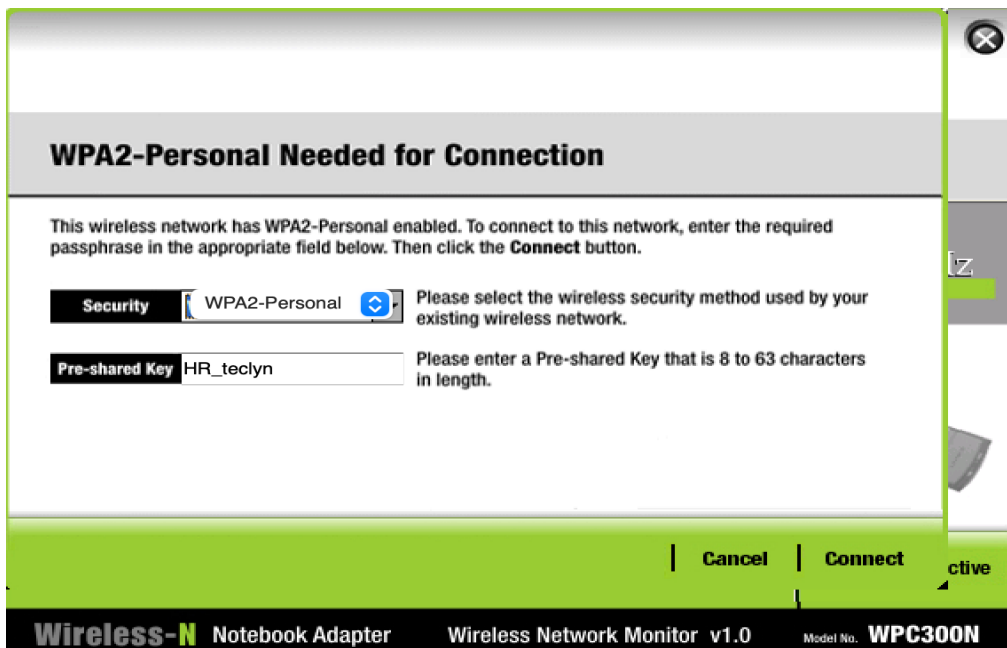 WPA2-Personal Needed for Connection
This wireless network has WPA2-Personal enabled. To connect to this network, enter the required
passphrase in the appropriate field below. Then click the Connect button.
Security WPA2-Personal Please select the wireless security method used by your
existing wireless network.
Pre-shared Key HR_teclyn Please enter a Pre-shared Key that is 8 to 63 characters
in length.
Cancel Connect
ctive
Wireless-N Notebook Adapter Wireless Network Monitor v1.0 Model No. WPC300N